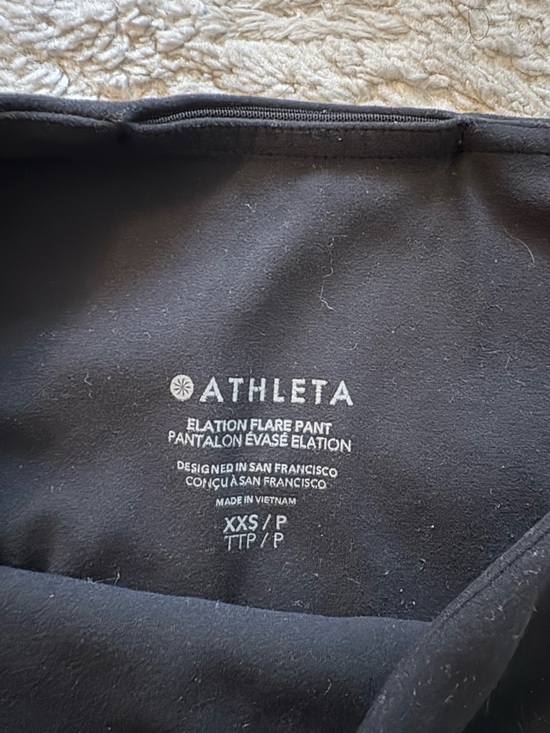 ATHLETA
ELATION FLARE PANT
PANTALON ÉVASÉ ELATION
DESIGNED IN SAN FRANCISCO
CONÇU À SAN FRANCISCO
MADE IN VIETNAM
XXS / P
TTP / P